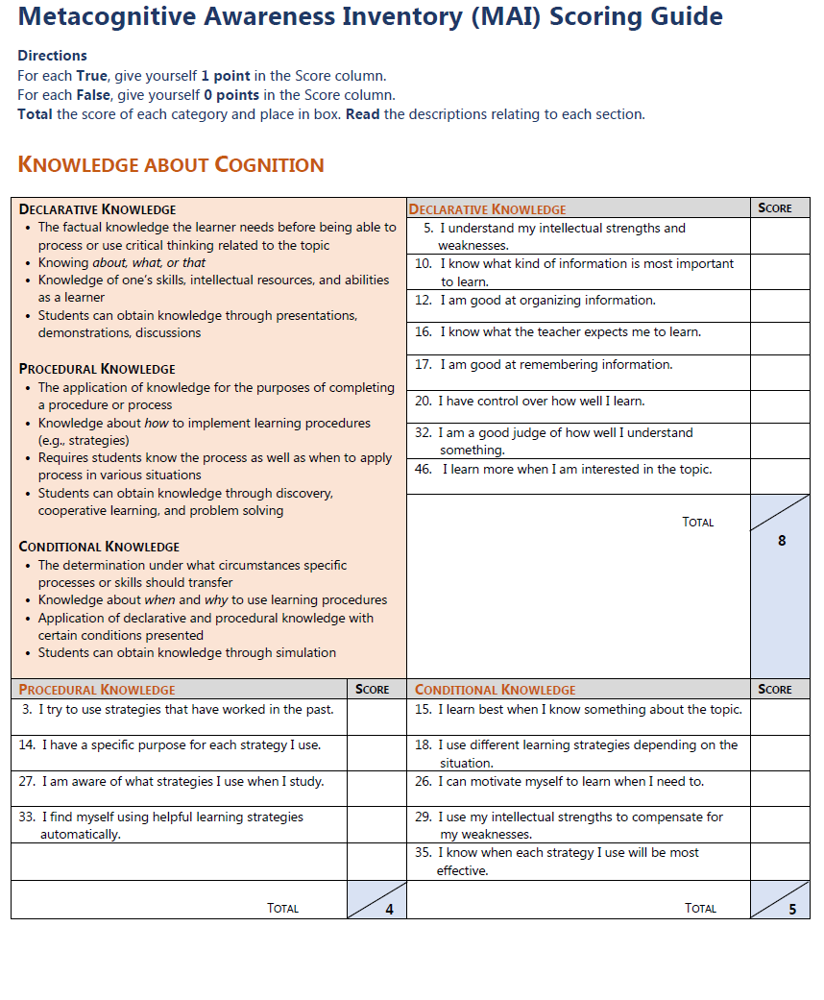 Metacognitive Awareness Inventory (MAI) Scoring Guide
Directions
For each True, give yourself 1 point in the Score column.
For each False, give yourself 0 points in the Score column.
Total the score of each category and place in box. Read the descriptions relating to each section.
KNOWLEDGE ABOUT COGNITION
DECLARATIVE KNOWLEDGE
• The factual knowledge the learner needs before being able to
process or use critical thinking related to the topic
• Knowing about, what, or that
• Knowledge of one's skills, intellectual resources, and abilities
as a learner
• Students can obtain knowledge through presentations,
demonstrations, discussions
PROCEDURAL KNOWLEDGE
• The application of knowledge for the purposes of completing
a procedure or process
• Knowledge about how to implement learning procedures
(e.g., strategies)
• Requires students know the process as well as when to apply
process in various situations
• Students can obtain knowledge through discovery,
cooperative learning, and problem solving
CONDITIONAL KNOWLEDGE
• The determination under what circumstances specific
processes or skills should transfer
• Knowledge about when and why to use learning procedures
• Application of declarative and procedural knowledge with
certain conditions presented
• Students can obtain knowledge through simulation
DECLARATIVE KNOWLEDGE SCORE
5. I understand my intellectual strengths and
weaknesses.
10. I know what kind of information is most important
to learn.
12. I am good at organizing information.
16. I know what the teacher expects me to learn.
17. I am good at remembering information.
20. I have control over how well I learn.
32. I am a good judge of how well I understand
something.
46. I learn more when I am interested in the topic.
TOTAL
8
PROCEDURAL KNOWLEDGE SCORE
3. I try to use strategies that have worked in the past.
14. I have a specific purpose for each strategy I use.
27. I am aware of what strategies I use when I study.
33. I find myself using helpful learning strategies
automatically.
TOTAL 4
CONDITIONAL KNOWLEDGE SCORE
15. I learn best when I know something about the topic.
18. I use different learning strategies depending on the
situation.
26. I can motivate myself to learn when I need to.
29. I use my intellectual strengths to compensate for
my weaknesses.
35. I know when each strategy I use will be most
effective.
TOTAL 5